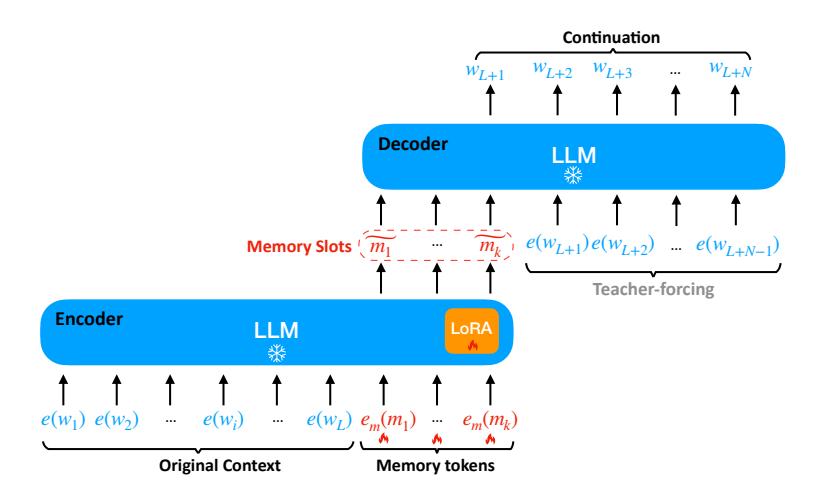 Continuation
w_{L+1} w_{L+2} w_{L+3} ... w_{L+N}
Decoder
LLM
Memory Slots \widetilde{m_1} ... \widetilde{m_k} e(w_{L+1}) e(w_{L+2}) ... e(w_{L+N-1})
Teacher-forcing
Encoder
LLM
LoRA
e(w_1) e(w_2) ... e(w_i) ... e(w_L) e_m(m_1) ... e_m(m_k)
Original Context Memory tokens